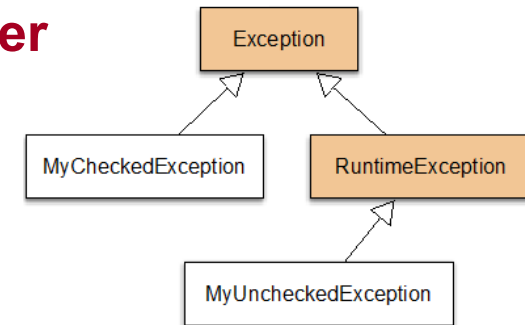 er
Exception
MyCheckedException
RuntimeException
MyUncheckedException